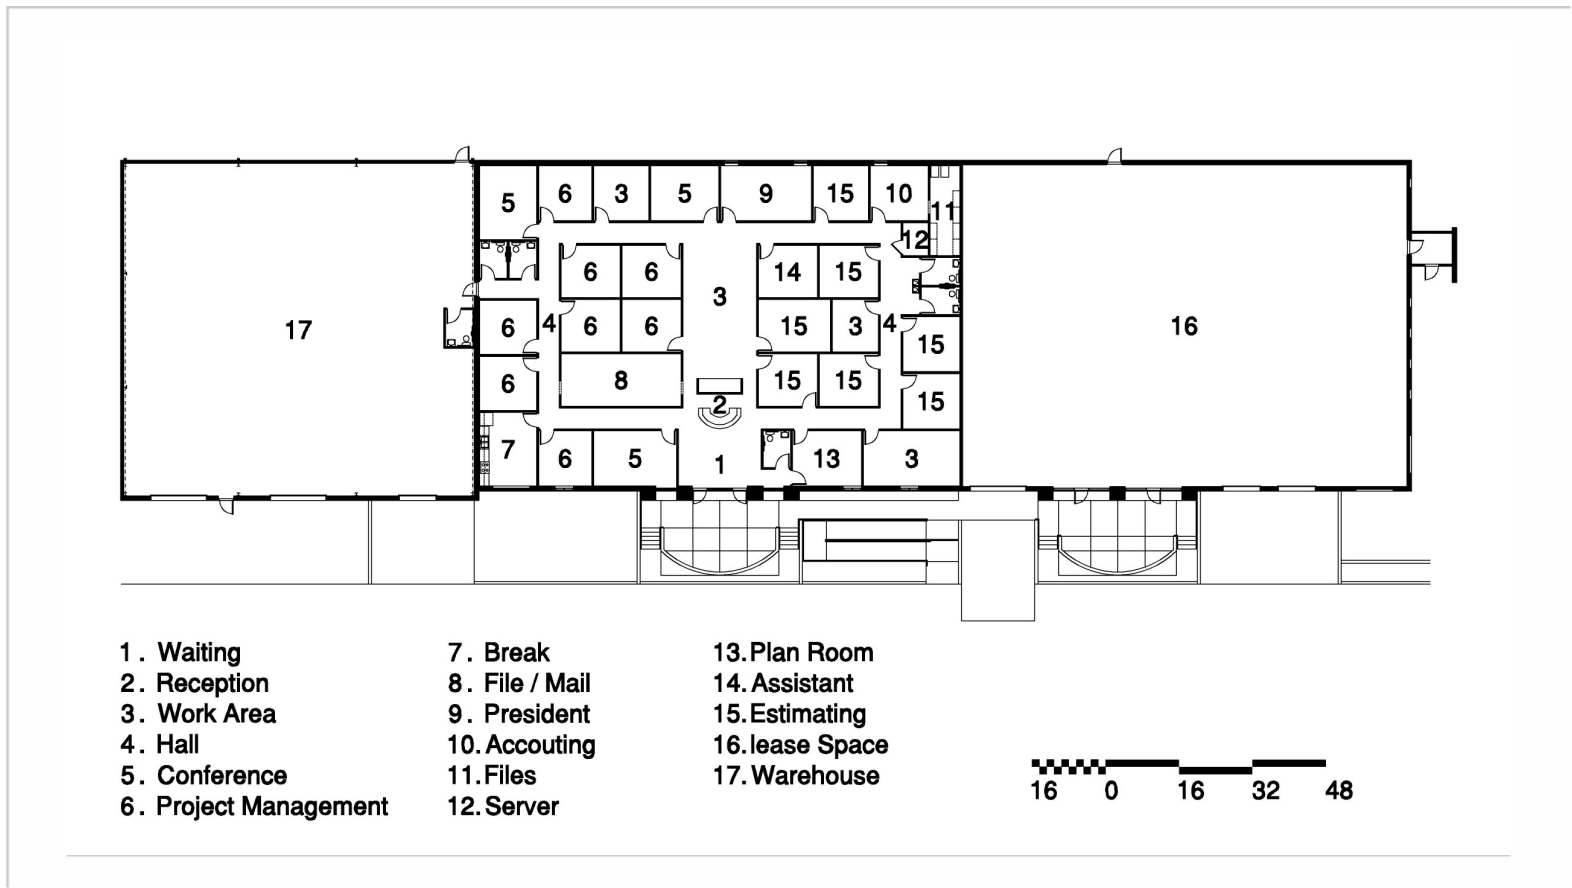 5 6 3 5 9 15 10 11
12
6 6 3 14 15
17 6 4 6 6 15 3 4 15 16
6 8 2 15 15 15
7 6 5 1 13 3
1. Waiting
2. Reception
3. Work Area
4. Hall
5. Conference
6. Project Management
7. Break
8. File / Mail
9. President
10. Accouting
11. Files
12. Server
13. Plan Room
14. Assistant
15. Estimating
16. lease Space
17. Warehouse
16 0 16 32 48